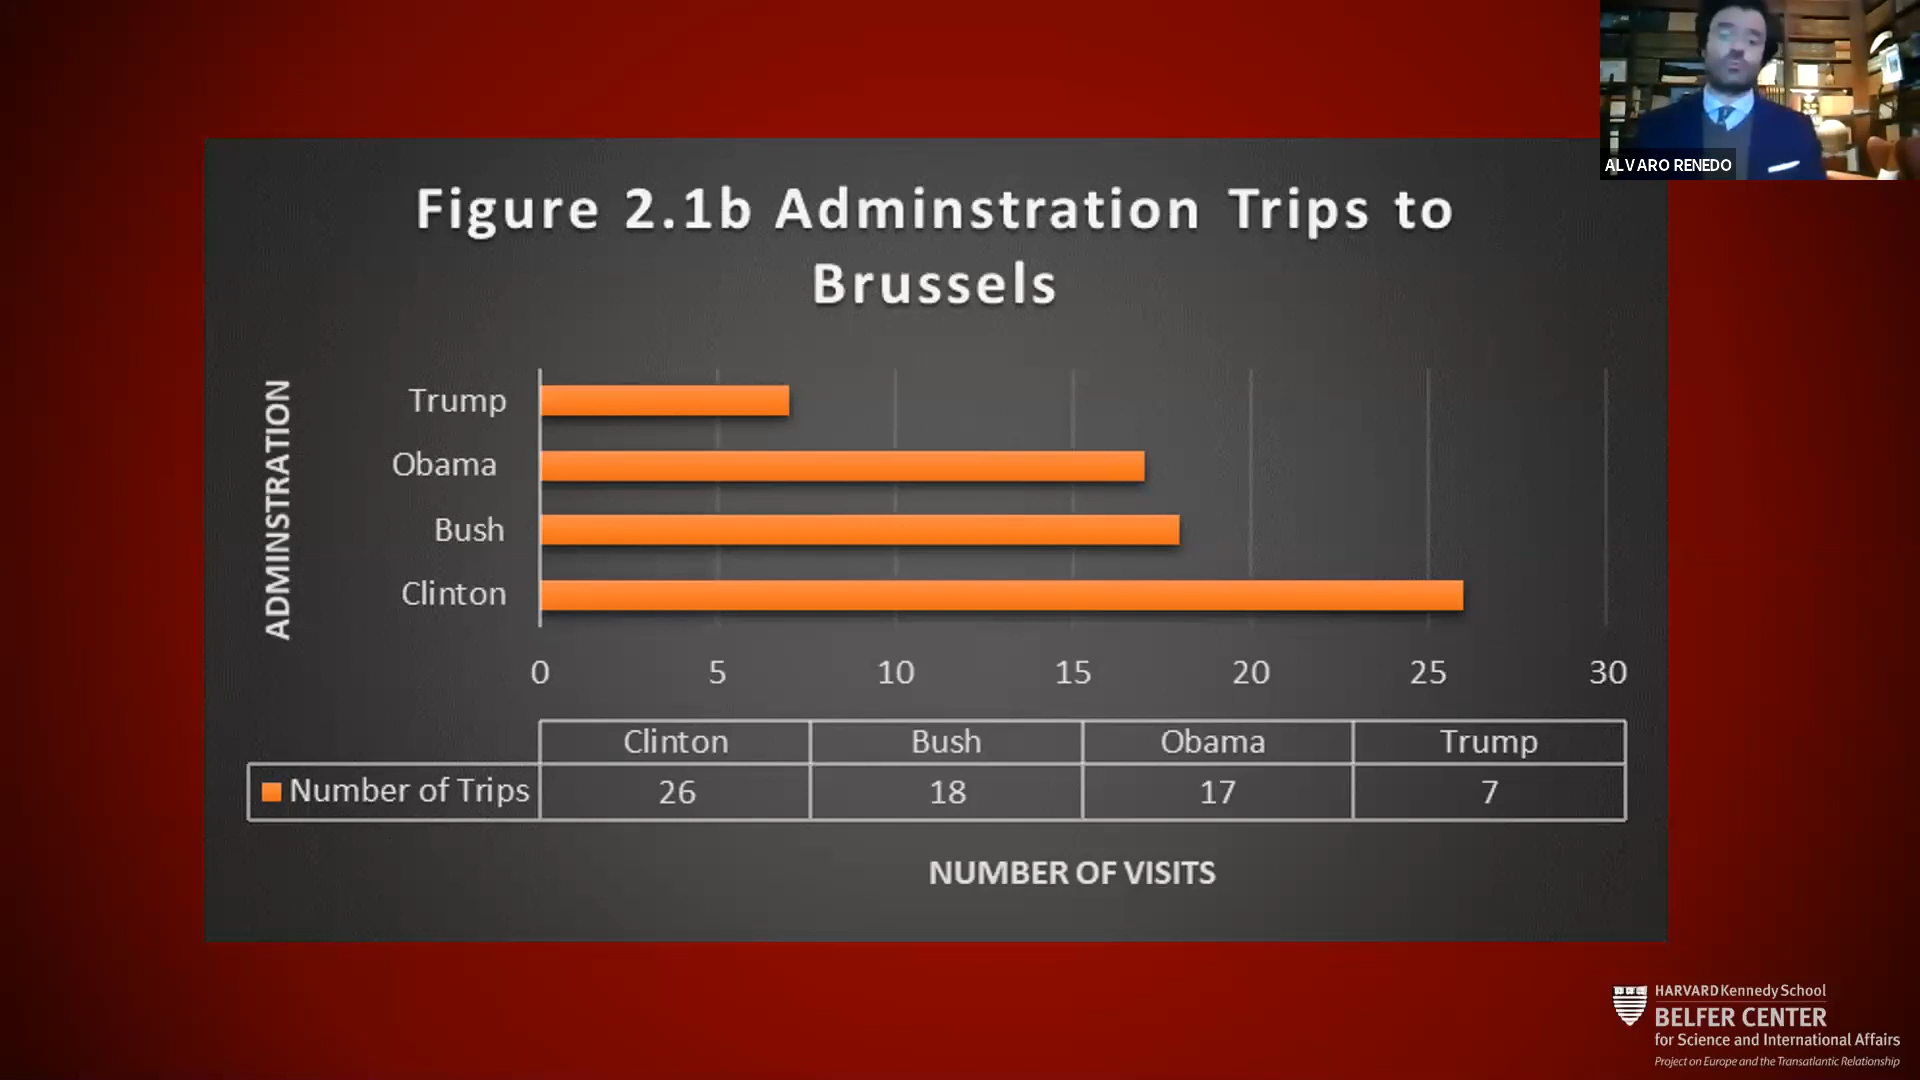 ALVARO RENEDO
Figure 2.1b Adminstration Trips to
Brussels
ADMINSTRATION
Trump
Obama
Bush
Clinton
0 5 10 15 20 25 30
Clinton Bush Obama Trump
Number of Trips 26 18 17 7
NUMBER OF VISITS
HARVARD Kennedy School
BELFER CENTER
for Science and International Affairs
Project on Europe and the Transatlantic Relationship